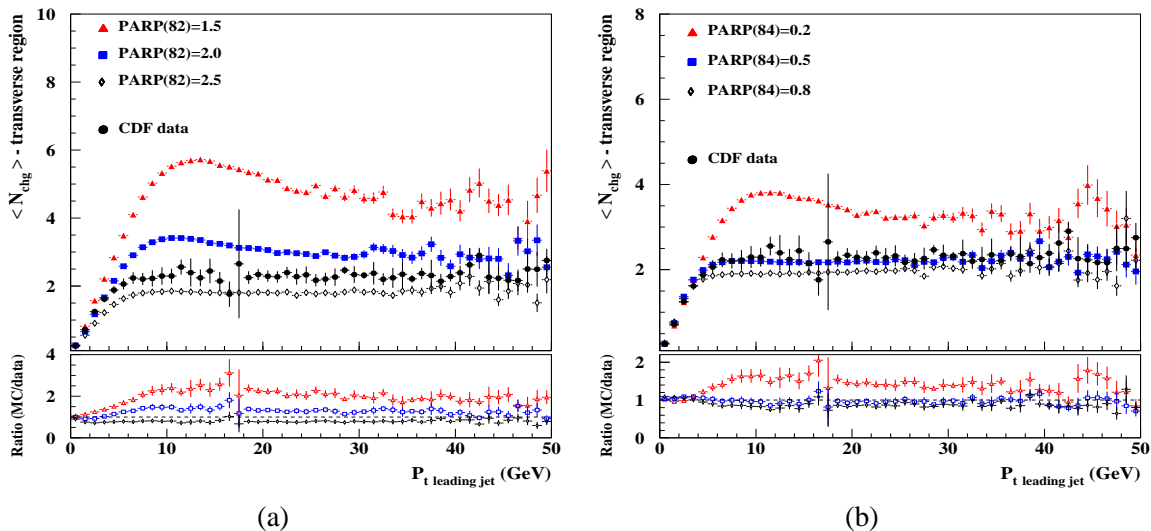 < N_chg > - transverse region
10
8
6
4
2
PARP(82)=1.5
PARP(82)=2.0
PARP(82)=2.5
CDF data
Ratio (MC/data)
4
2
0
0 10 20 30 40 50
P_t leading jet (GeV)
(a)
< N_chg > - transverse region
8
6
4
2
PARP(84)=0.2
PARP(84)=0.5
PARP(84)=0.8
CDF data
Ratio (MC/data)
2
1
0
0 10 20 30 40 50
P_t leading jet (GeV)
(b)